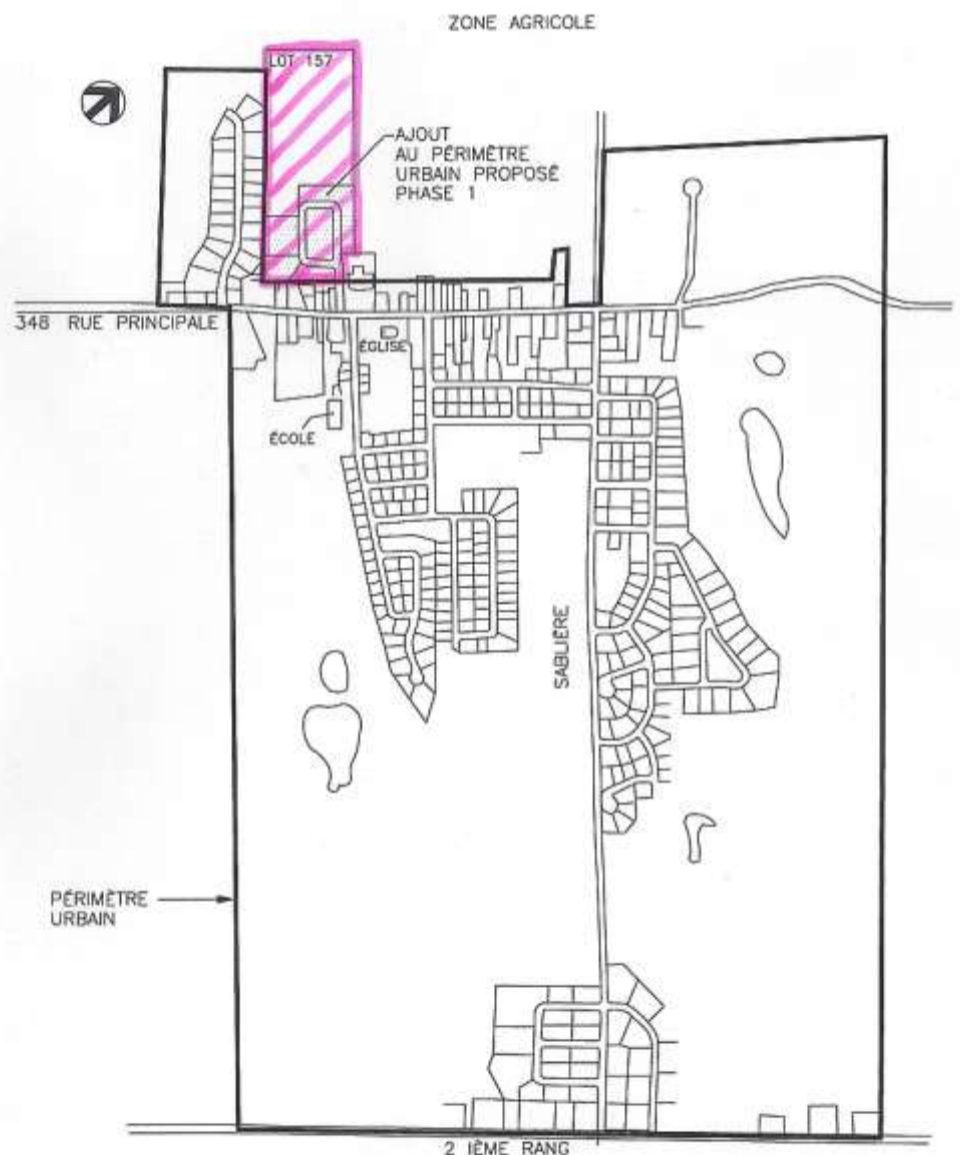 ZONE AGRICOLE
LOT 157
AJOUT
AU PÉRIMÈTRE
URBAIN PROPOSÉ
PHASE 1
348 RUE PRINCIPALE
ÉGLISE
ÉCOLE
SABLIÈRE
PÉRIMÈTRE
URBAIN
2 IÈME RANG